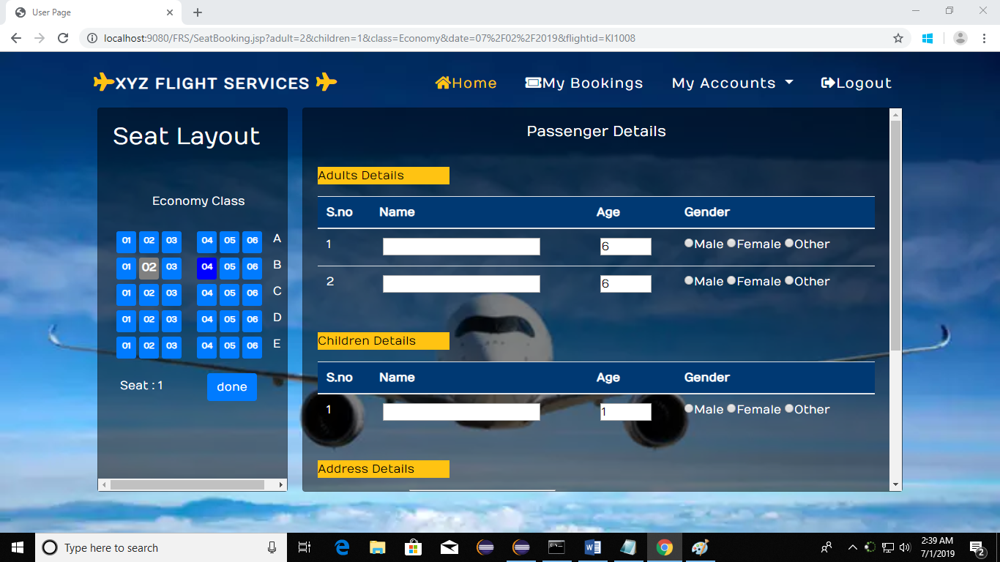 User Page
localhost:9080/FRS/SeatBooking.jsp?adult=2&children=1&class=Economy&date=07%2F02%2F2019&flightid=KI1008
XYZ FLIGHT SERVICES
Home My Bookings My Accounts Logout
Seat Layout
Economy Class
01 02 03 04 05 06 A
01 02 03 04 05 06 B
01 02 03 04 05 06 C
01 02 03 04 05 06 D
01 02 03 04 05 06 E
Seat : 1 done
Passenger Details
Adults Details
S.no Name Age Gender
1 6 Male Female Other
2 6 Male Female Other
Children Details
S.no Name Age Gender
1 1 Male Female Other
Address Details
Type here to search
2:39 AM
7/1/2019
2